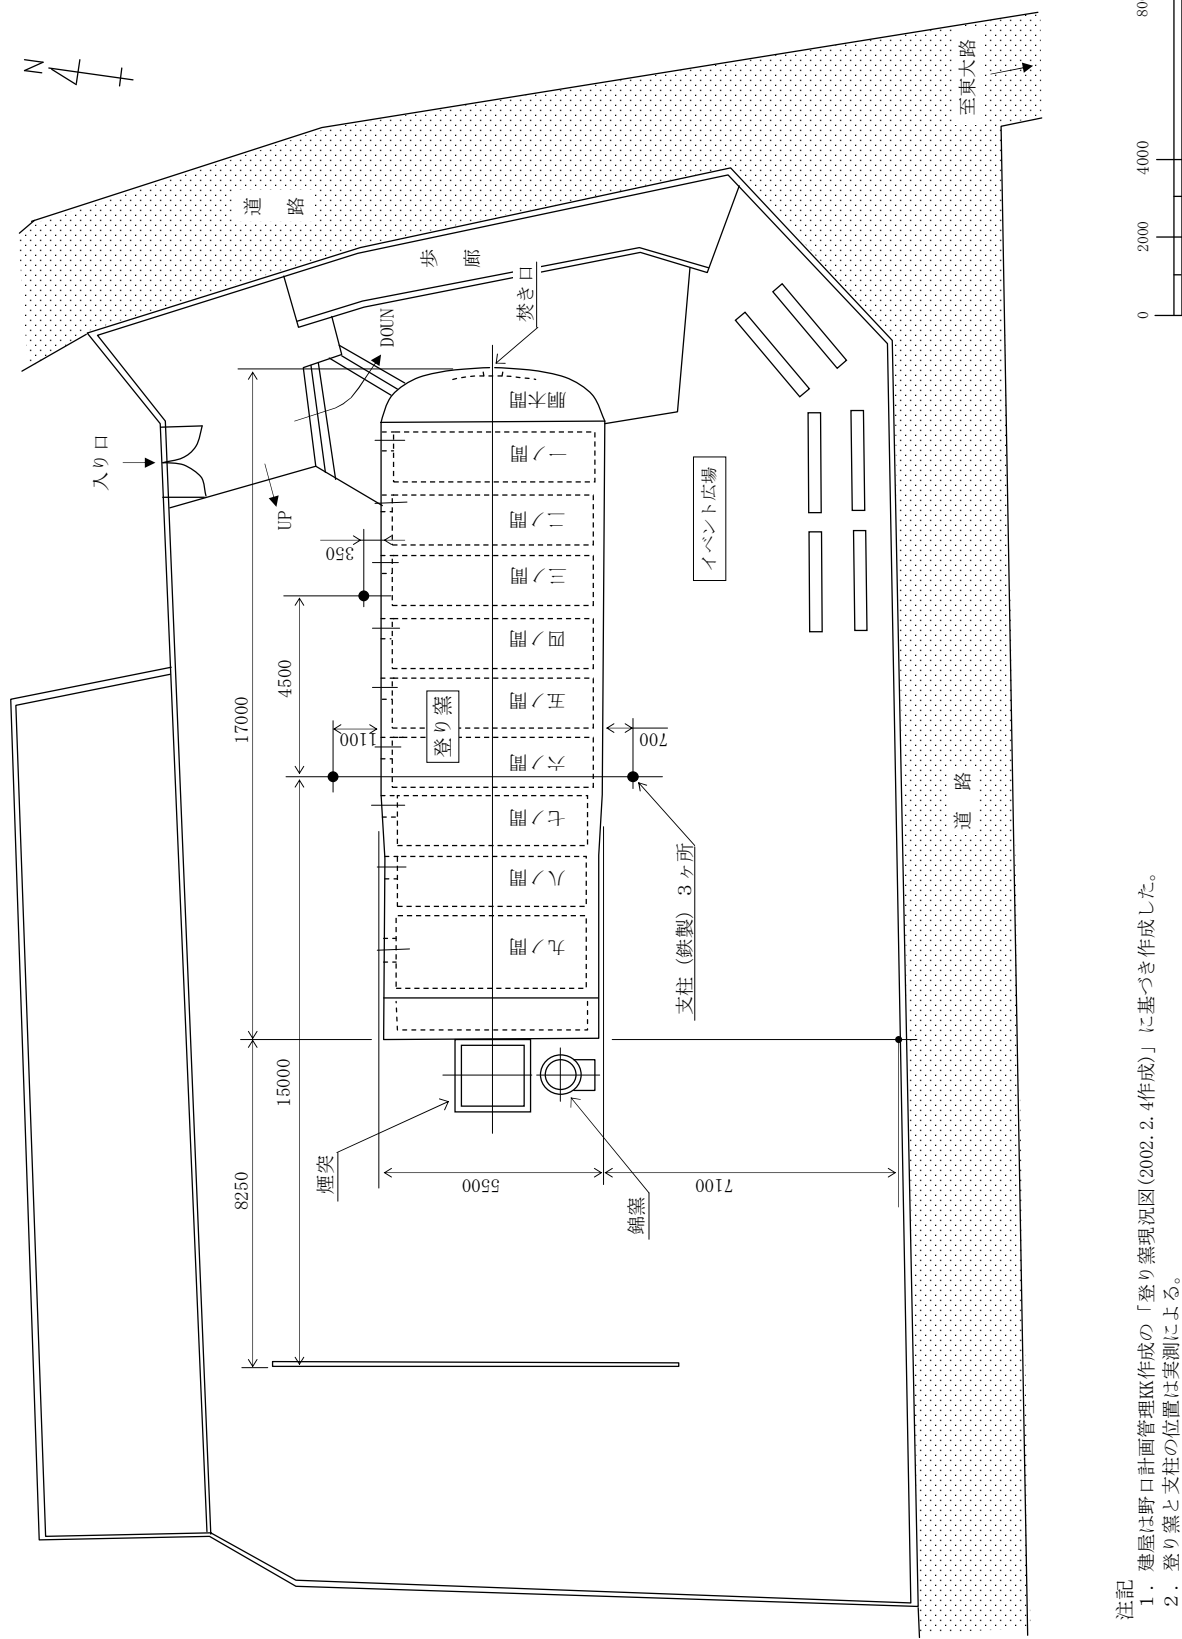 N
入り口
道 路
歩 廊
至東大路
焚き口
DOUN
UP
17000
4500
350
1100
700
8250
15000
5500
7100
胴木間
一ノ間
二ノ間
三ノ間
四ノ間
五ノ間
六ノ間
七ノ間
八ノ間
九ノ間
登り窯
イベント広場
支柱（鉄製）３ヶ所
煙突
錦窯
道 路
0
2000
4000
80
注記
１．建屋は野口計画管理KK作成の「登り窯現況図(2002.2.4作成)」に基づき作成した。
２．登り窯と支柱の位置は実測による。